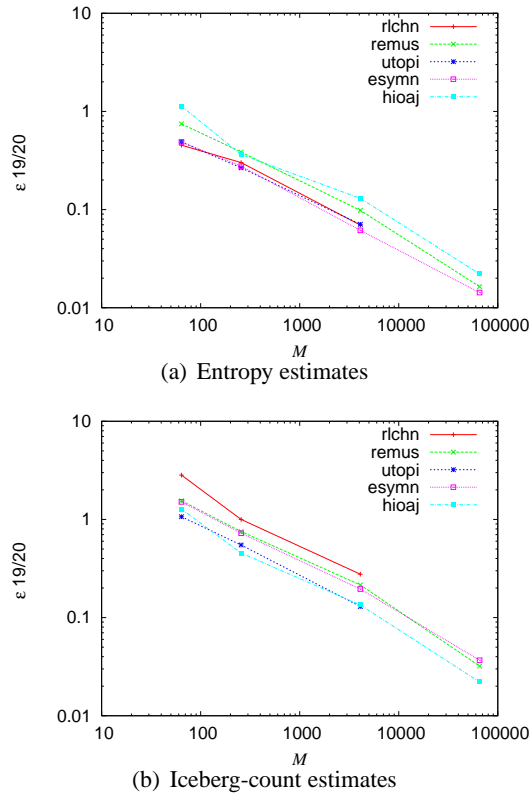 10
1
0.1
0.01
ε 19/20
10 100 1000 10000 100000
M
rlchn
remus
utopi
esymn
hioaj
(a) Entropy estimates
10
1
0.1
0.01
ε 19/20
10 100 1000 10000 100000
M
rlchn
remus
utopi
esymn
hioaj
(b) Iceberg-count estimates